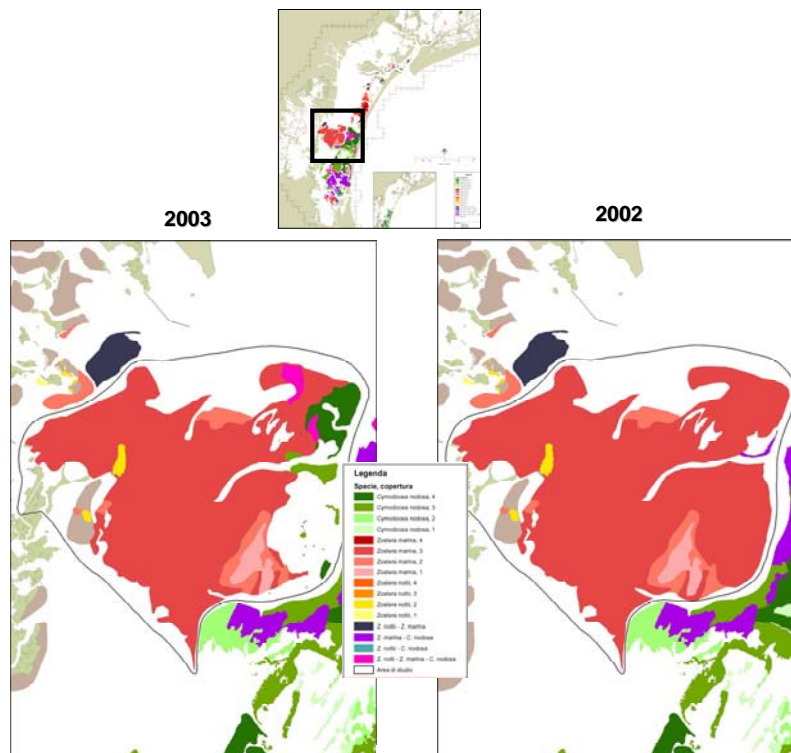 2003
2002
Legenda
Specie, copertura
Cymodocea nodosa, 4
Cymodocea nodosa, 3
Cymodocea nodosa, 2
Cymodocea nodosa, 1
Zostera marina, 4
Zostera marina, 3
Zostera marina, 2
Zostera marina, 1
Zostera noltii, 4
Zostera noltii, 3
Zostera noltii, 2
Zostera noltii, 1
Z. noltii - Z. marina
Z. marina - C. nodosa
Z. noltii - C. nodosa
Z. noltii - Z. marina - C. nodosa
Area di studio